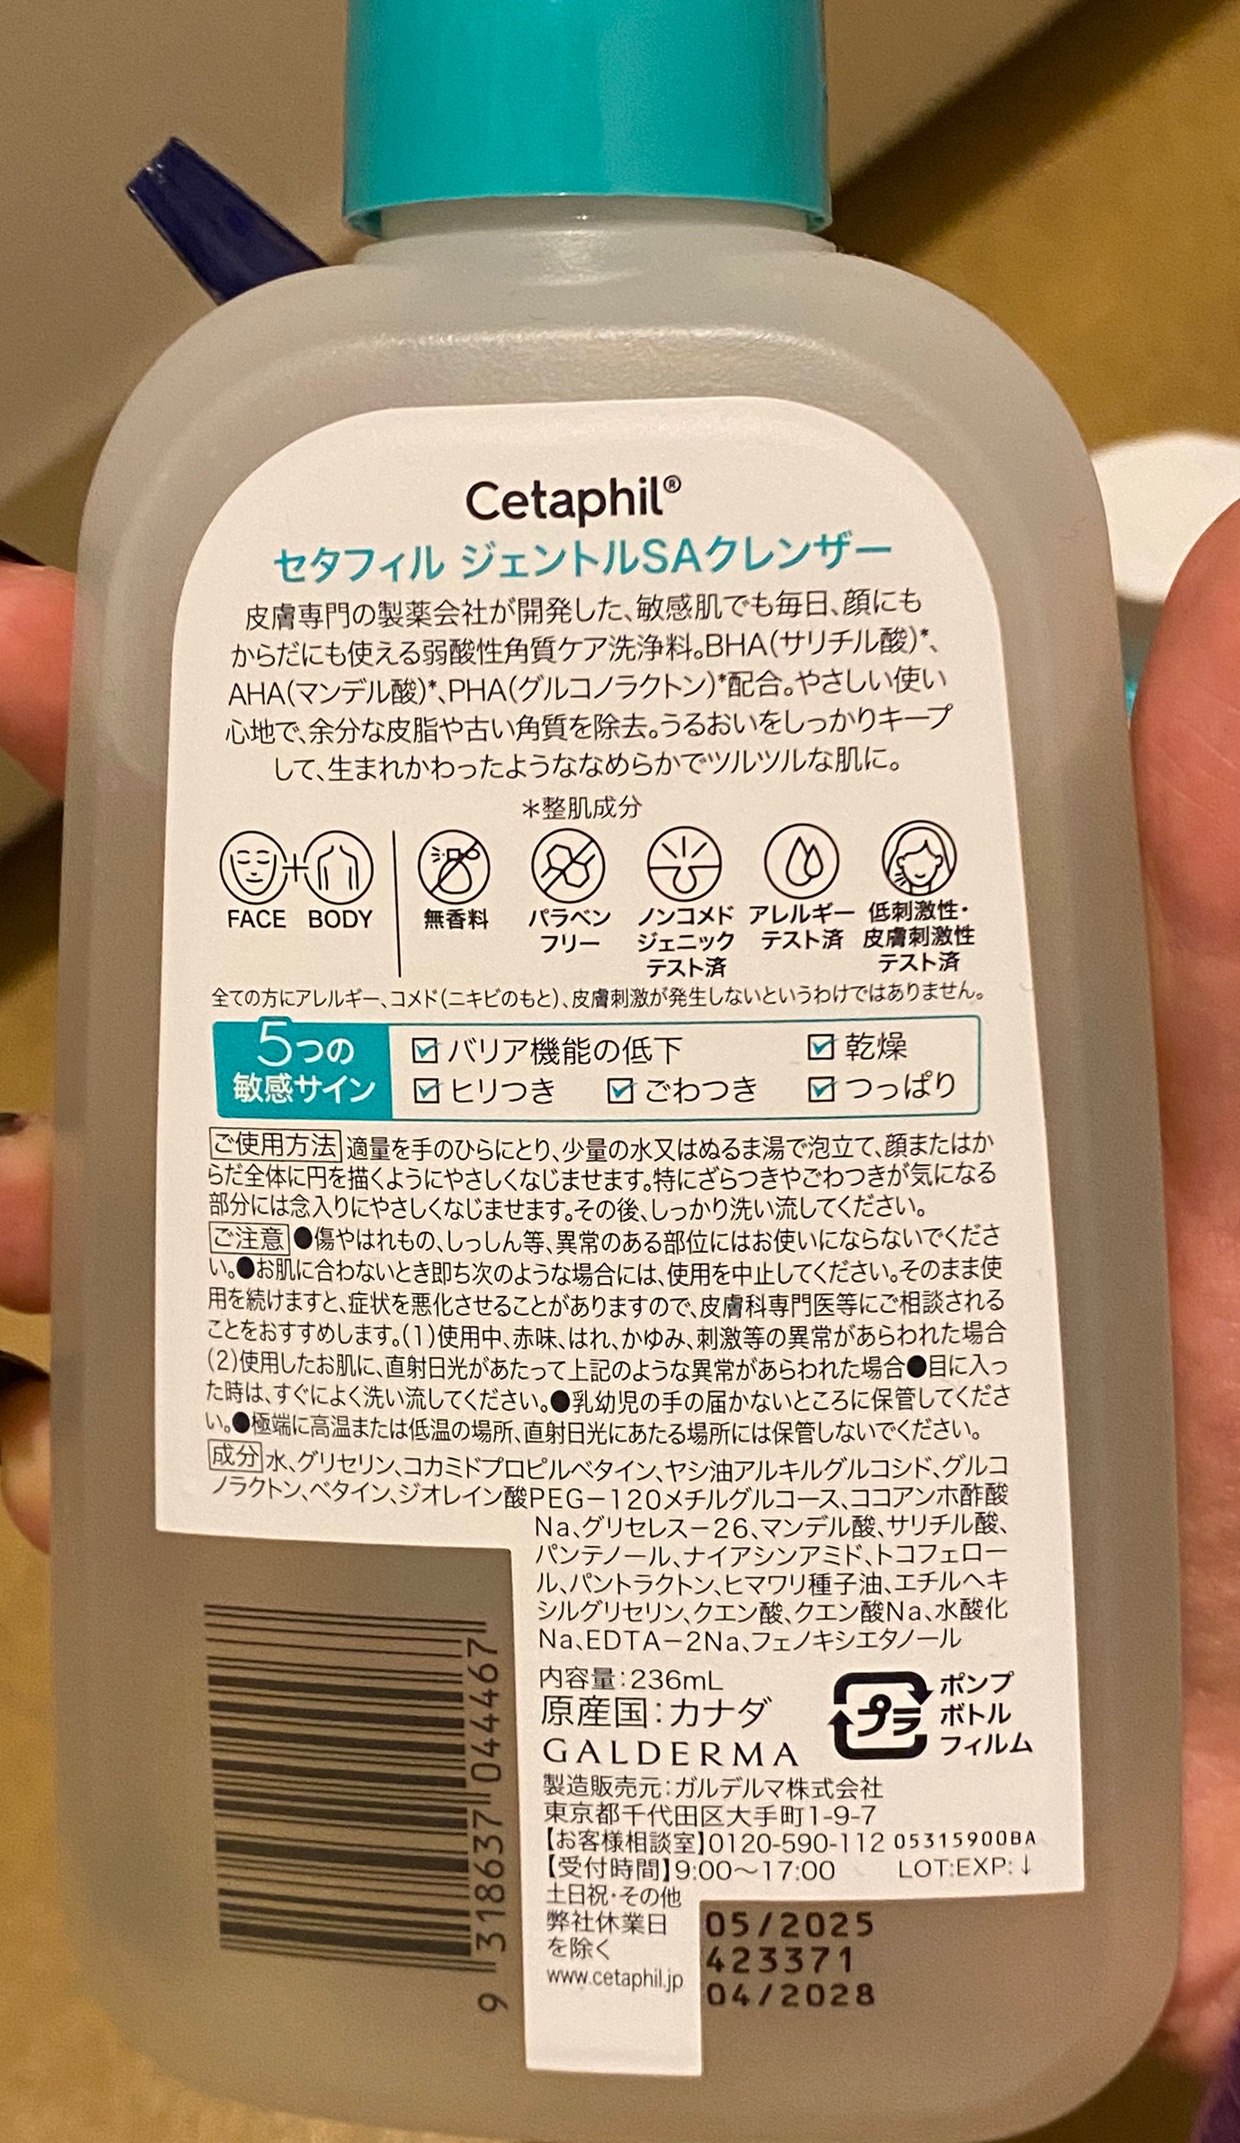 Cetaphil®
セタフィル ジェントルSAクレンザー
皮膚専門の製薬会社が開発した、敏感肌でも毎日、顔にも
からだにも使える弱酸性角質ケア洗浄料。BHA(サリチル酸)*、
AHA(マンデル酸)*、PHA(グルコノラクトン)*配合。やさしい使い
心地で、余分な皮脂や古い角質を除去。うるおいをしっかりキープ
して、生まれかわったようななめらかでツルツルな肌に。
*整肌成分
FACE BODY
無香料
パラベン
フリー
ノンコメド
ジェニック
テスト済
アレルギー
テスト済
低刺激性・
皮膚刺激性
テスト済
全ての方にアレルギー、コメド(ニキビのもと)、皮膚刺激が発生しないというわけではありません。
5つの
敏感サイン
☑バリア機能の低下 ☑乾燥
☑ヒリつき ☑ごわつき ☑つっぱり
ご使用方法 適量を手のひらにとり、少量の水又はぬるま湯で泡立て、顔またはか
らだ全体に円を描くようにやさしくなじませます。特にざらつきやごわつきが気になる
部分には念入りにやさしくなじませます。その後、しっかり洗い流してください。
ご注意 ●傷やはれもの、しっしん等、異常のある部位にはお使いにならないでくださ
い。●お肌に合わないとき即ち次のような場合には、使用を中止してください。そのまま使
用を続けますと、症状を悪化させることがありますので、皮膚科専門医等にご相談される
ことをおすすめします。(1)使用中、赤味、はれ、かゆみ、刺激等の異常があらわれた場合
(2)使用したお肌に、直射日光があたって上記のような異常があらわれた場合●目に入っ
た時は、すぐによく洗い流してください。●乳幼児の手の届かないところに保管してくださ
い。●極端に高温または低温の場所、直射日光にあたる場所には保管しないでください。
成分 水、グリセリン、コカミドプロピルベタイン、ヤシ油アルキルグルコシド、グルコ
ノラクトン、ベタイン、ジオレイン酸PEG-120メチルグルコース、ココアンホ酢酸
Na、グリセレス-26、マンデル酸、サリチル酸、
パンテノール、ナイアシンアミド、トコフェロー
ル、パントラクトン、ヒマワリ種子油、エチルヘキ
シルグリセリン、クエン酸、クエン酸Na、水酸化
Na、EDTA-2Na、フェノキシエタノール
内容量:236mL
原産国:カナダ
GALDERMA
プラ
ポンプ
ボトル
フィルム
製造販売元:ガルデルマ株式会社
東京都千代田区大手町1-9-7
【お客様相談室】0120-590-112 05315900BA
【受付時間】9:00〜17:00 LOT:EXP:↓
土日祝・その他
弊社休業日
を除く
www.cetaphil.jp
05/2025
423371
04/2028
9 318637 044467